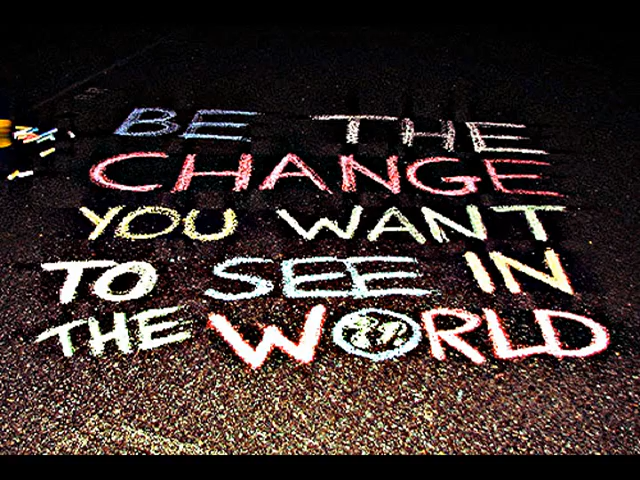 BE THE
CHANGE
YOU WANT
TO SEE IN
THE WORLD